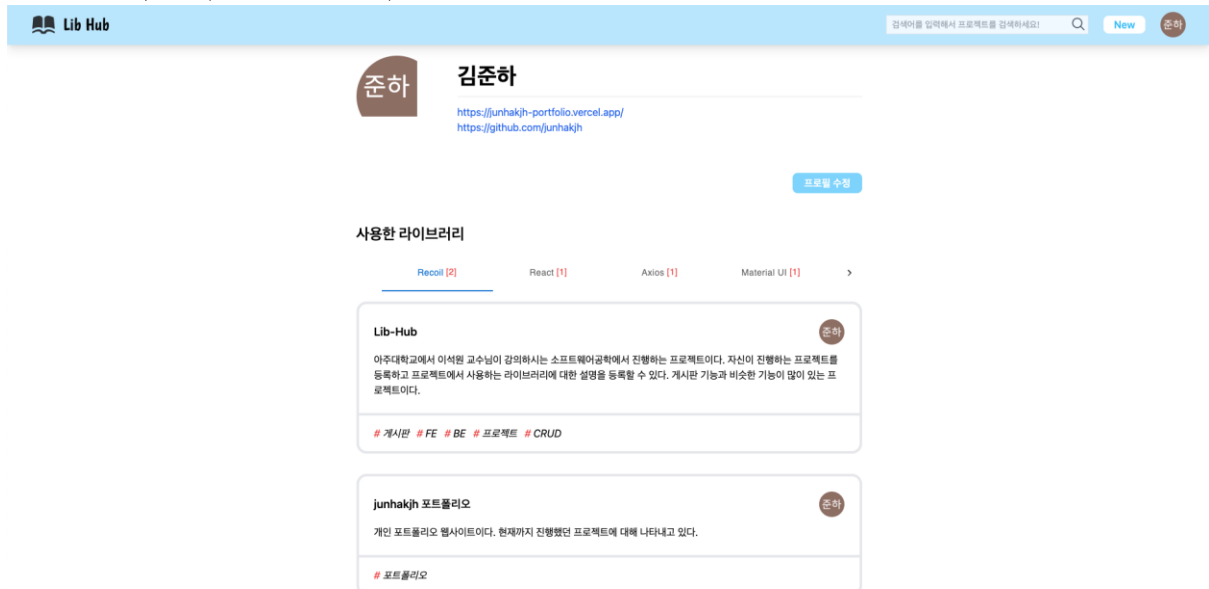 Lib Hub
검색어를 입력해서 프로젝트를 검색하세요!
New
준하
준하
김준하
https://junhakjh-portfolio.vercel.app/
https://github.com/junhakjh
프로필 수정
사용한 라이브러리
Recoil [2] React [1] Axios [1] Material UI [1]
Lib-Hub
준하
아주대학교에서 이석원 교수님이 강의하시는 소프트웨어공학에서 진행하는 프로젝트이다. 자신이 진행하는 프로젝트를
등록하고 프로젝트에서 사용하는 라이브러리에 대한 설명을 등록할 수 있다. 게시판 기능과 비슷한 기능이 많이 있는 프
로젝트이다.
# 게시판 # FE # BE # 프로젝트 # CRUD
junhakjh 포트폴리오
준하
개인 포트폴리오 웹사이트이다. 현재까지 진행했던 프로젝트에 대해 나타내고 있다.
# 포트폴리오